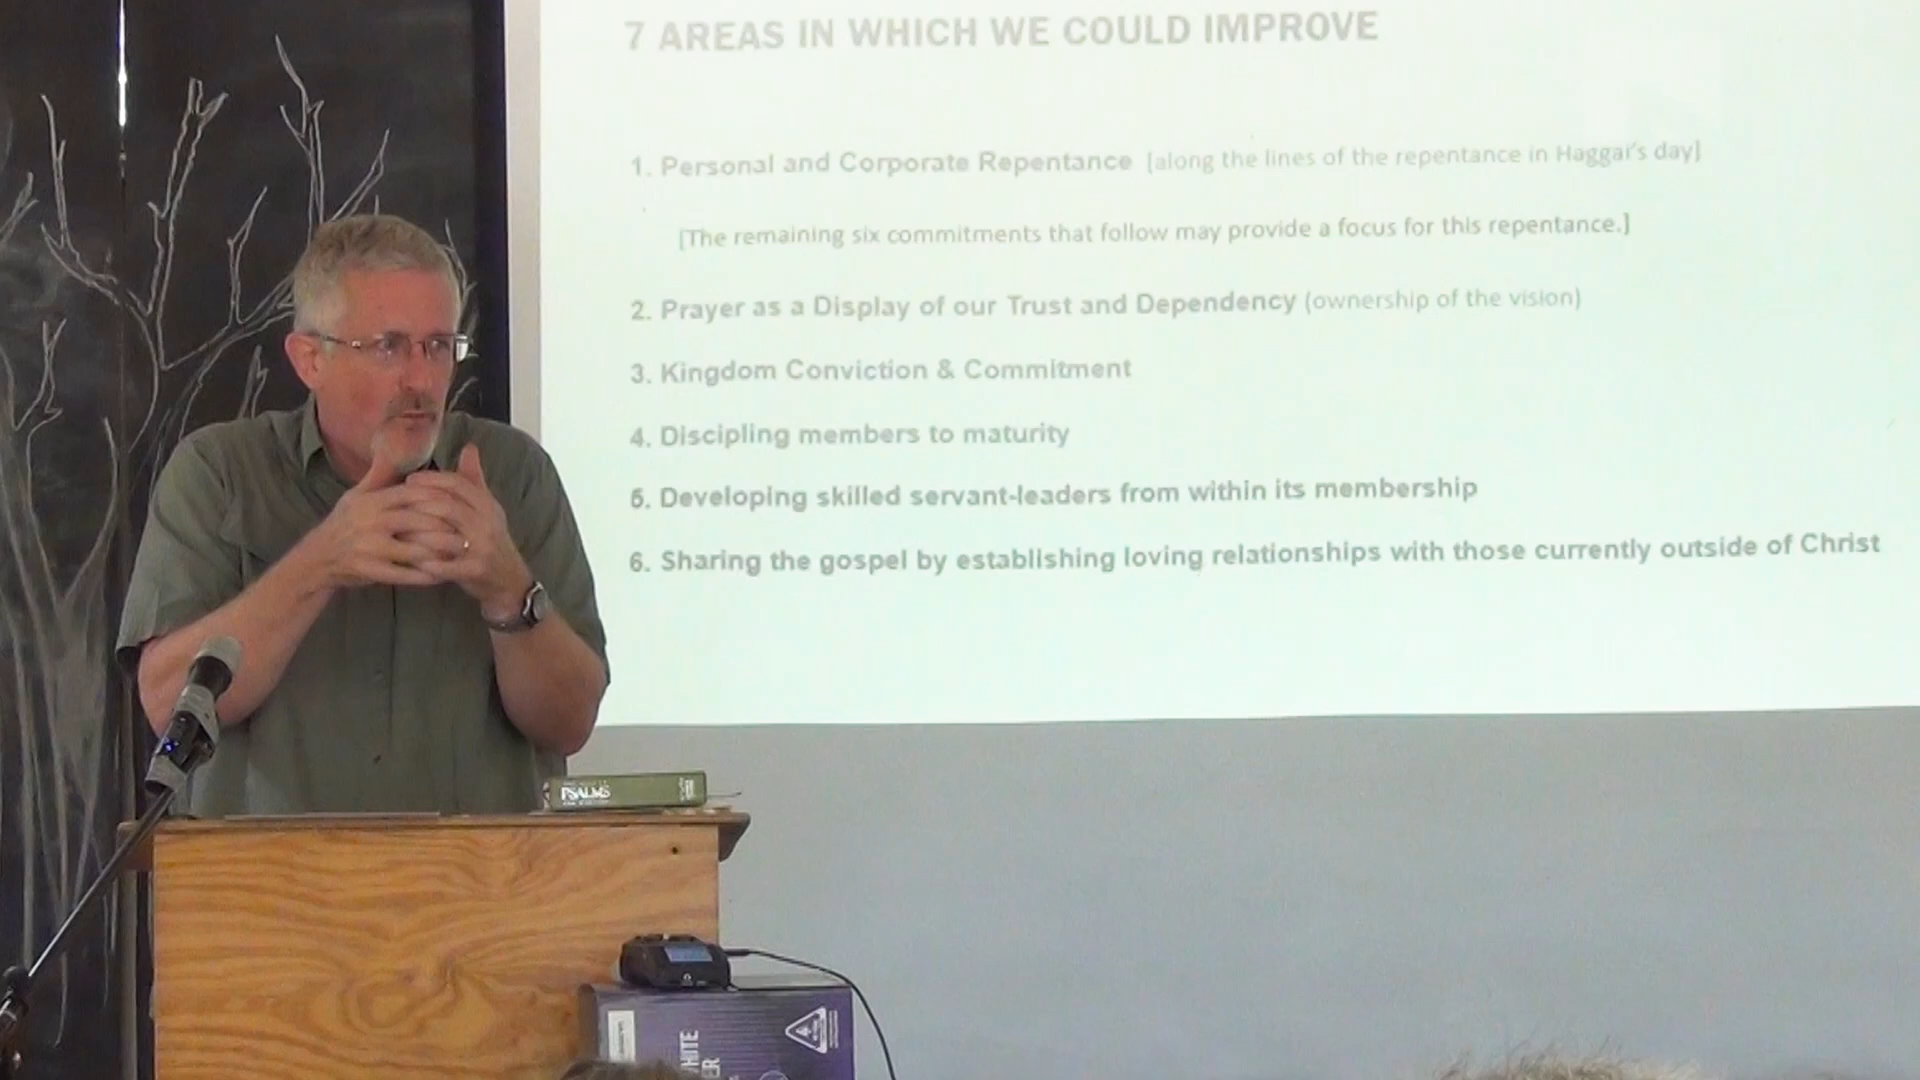 7 AREAS IN WHICH WE COULD IMPROVE
1. Personal and Corporate Repentance [along the lines of the repentance in Haggai's day]
[The remaining six commitments that follow may provide a focus for this repentance.]
2. Prayer as a Display of our Trust and Dependency (ownership of the vision)
3. Kingdom Conviction & Commitment
4. Discipling members to maturity
5. Developing skilled servant-leaders from within its membership
6. Sharing the gospel by establishing loving relationships with those currently outside of Christ
PSALMS